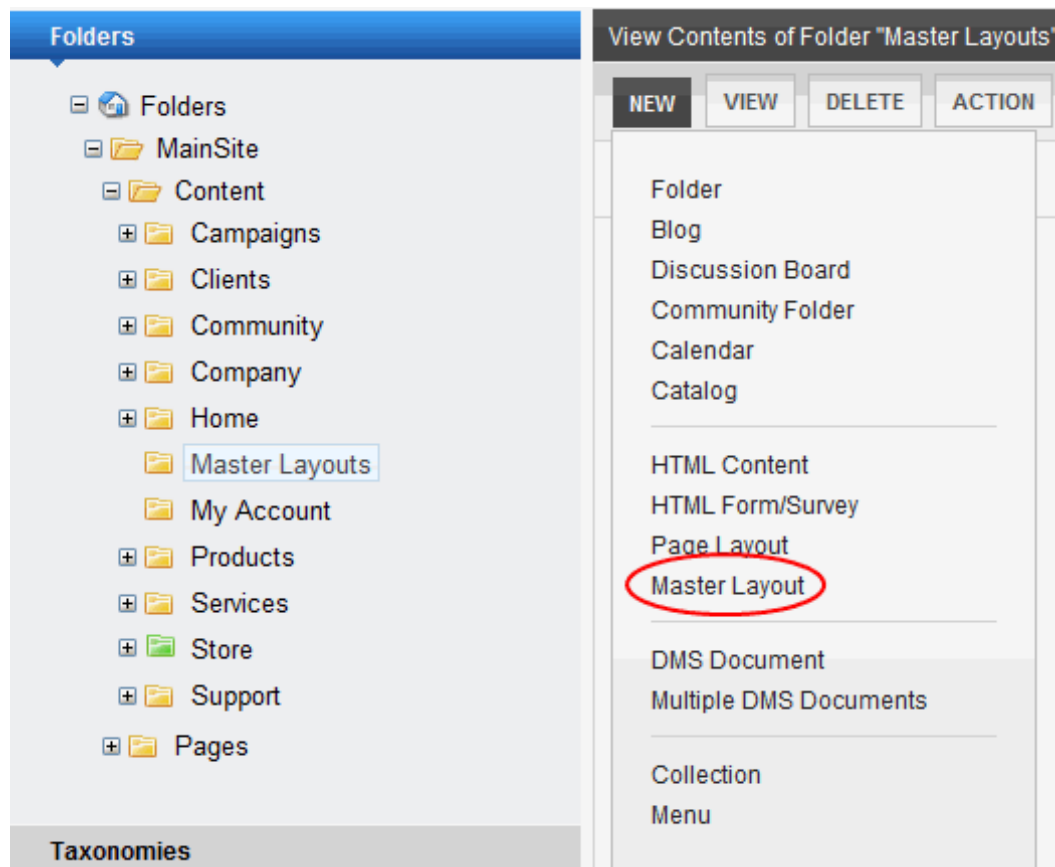 Folders
Folders
MainSite
Content
Campaigns
Clients
Community
Company
Home
Master Layouts
My Account
Products
Services
Store
Support
Pages
Taxonomies
View Contents of Folder "Master Layouts"
NEW VIEW DELETE ACTION
Folder
Blog
Discussion Board
Community Folder
Calendar
Catalog
HTML Content
HTML Form/Survey
Page Layout
Master Layout
DMS Document
Multiple DMS Documents
Collection
Menu